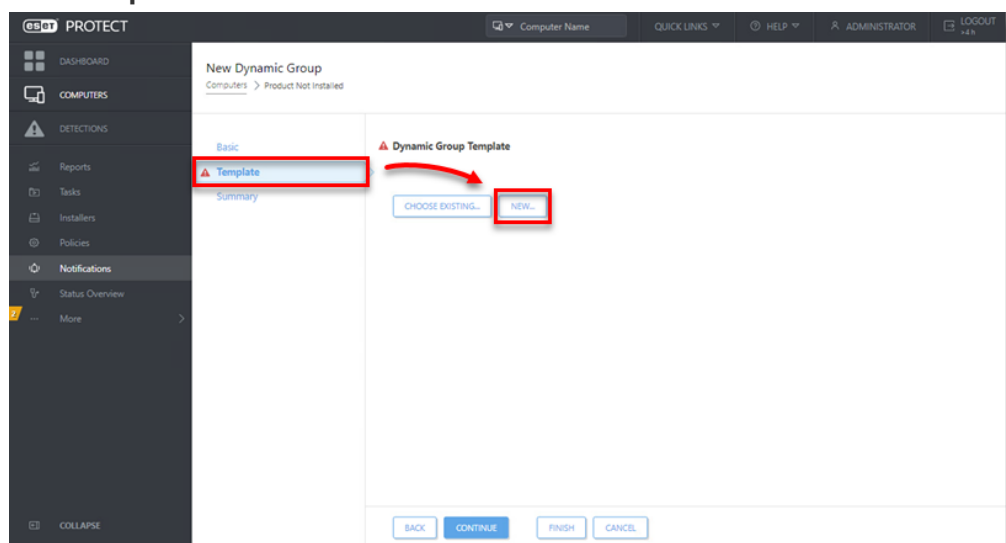 eset PROTECT
Computer Name
QUICK LINKS
HELP
ADMINISTRATOR
LOGOUT
>4 h
DASHBOARD
COMPUTERS
DETECTIONS
Reports
Tasks
Installers
Policies
Notifications
Status Overview
2
More
COLLAPSE
New Dynamic Group
Computers > Product Not Installed
Basic
Template
Summary
Dynamic Group Template
CHOOSE EXISTING...
NEW...
BACK
CONTINUE
FINISH
CANCEL